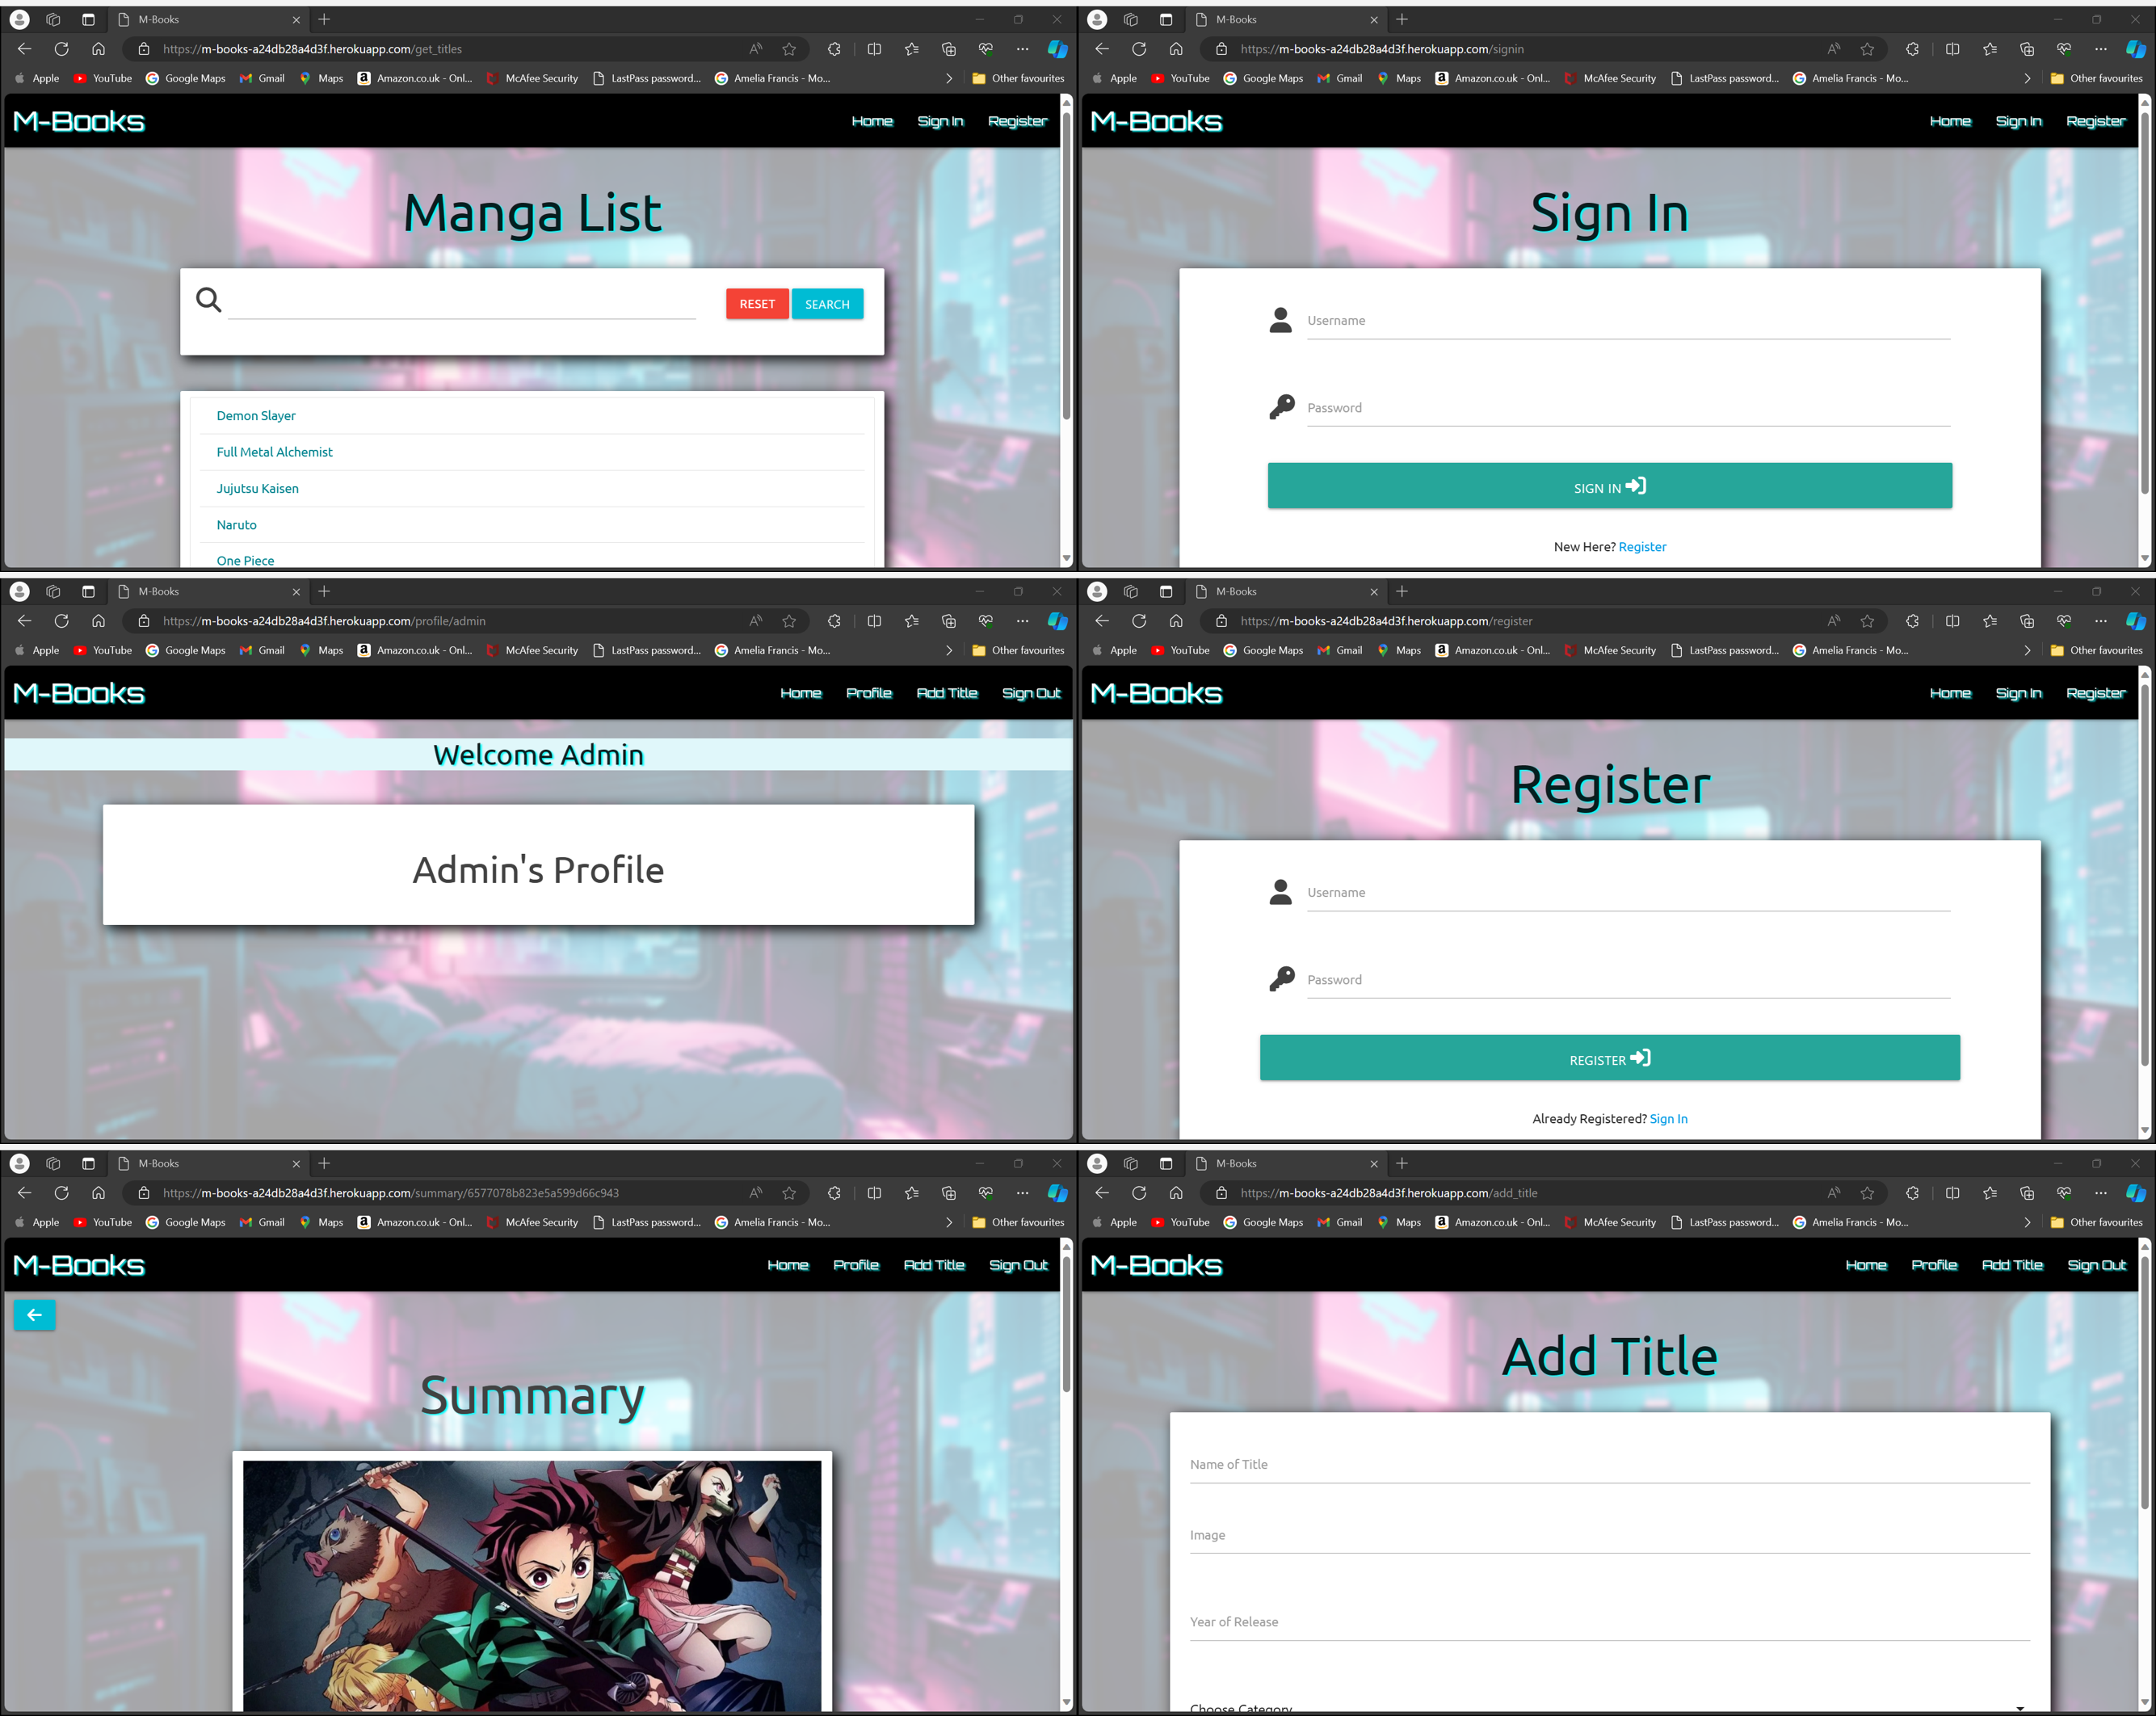 M-Books
https://m-books-a24db28a4d3f.herokuapp.com/get_titles
Apple YouTube Google Maps Gmail Maps Amazon.co.uk - Onl... McAfee Security LastPass password... Amelia Francis - Mo... Other favourites
M-Books Home Sign In Register
Manga List
RESET SEARCH
Demon Slayer
Full Metal Alchemist
Jujutsu Kaisen
Naruto
One Piece
M-Books
https://m-books-a24db28a4d3f.herokuapp.com/signin
Apple YouTube Google Maps Gmail Maps Amazon.co.uk - Onl... McAfee Security LastPass password... Amelia Francis - Mo... Other favourites
M-Books Home Sign In Register
Sign In
Username
Password
SIGN IN
New Here? Register
M-Books
https://m-books-a24db28a4d3f.herokuapp.com/profile/admin
Apple YouTube Google Maps Gmail Maps Amazon.co.uk - Onl... McAfee Security LastPass password... Amelia Francis - Mo... Other favourites
M-Books Home Profile Add Title Sign Out
Welcome Admin
Admin's Profile
M-Books
https://m-books-a24db28a4d3f.herokuapp.com/register
Apple YouTube Google Maps Gmail Maps Amazon.co.uk - Onl... McAfee Security LastPass password... Amelia Francis - Mo... Other favourites
M-Books Home Sign In Register
Register
Username
Password
REGISTER
Already Registered? Sign In
M-Books
https://m-books-a24db28a4d3f.herokuapp.com/summary/6577078b823e5a599d66c943
Apple YouTube Google Maps Gmail Maps Amazon.co.uk - Onl... McAfee Security LastPass password... Amelia Francis - Mo... Other favourites
M-Books Home Profile Add Title Sign Out
Summary
M-Books
https://m-books-a24db28a4d3f.herokuapp.com/add_title
Apple YouTube Google Maps Gmail Maps Amazon.co.uk - Onl... McAfee Security LastPass password... Amelia Francis - Mo... Other favourites
M-Books Home Profile Add Title Sign Out
Add Title
Name of Title
Image
Year of Release
Choose Category